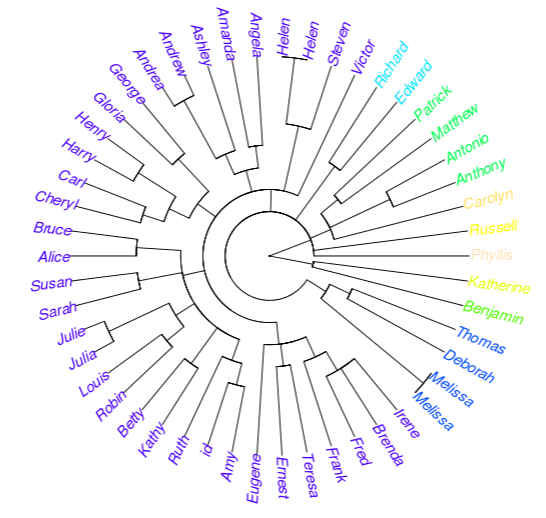 Phyllis
Russell
Carolyn
Anthony
Antonio
Matthew
Patrick
Edward
Richard
Victor
Steven
Helen
Helen
Angela
Amanda
Ashley
Andrew
Andrea
George
Gloria
Henry
Harry
Carl
Cheryl
Bruce
Alice
Susan
Sarah
Julie
Julia
Louis
Robin
Betty
Kathy
Ruth
id
Amy
Eugene
Ernest
Teresa
Frank
Fred
Brenda
Irene
Melissa
Melissa
Deborah
Thomas
Benjamin
Katherine